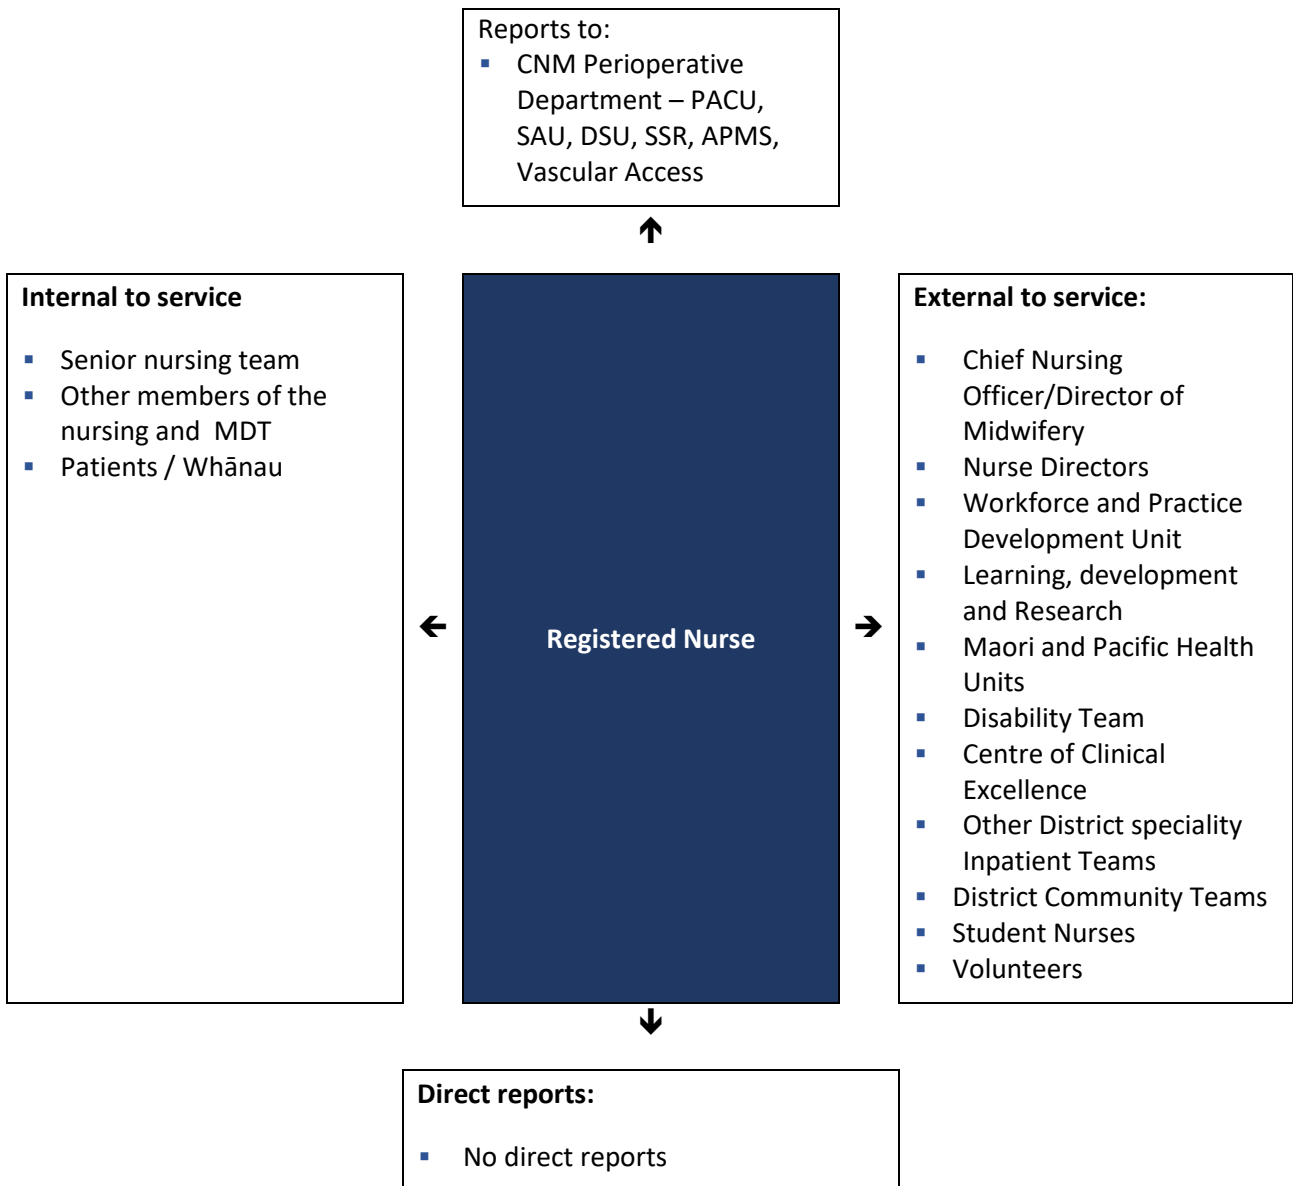 Reports to:
▪ CNM Perioperative
Department – PACU,
SAU, DSU, SSR, APMS,
Vascular Access
Internal to service
▪ Senior nursing team
▪ Other members of the
nursing and  MDT
▪ Patients / Whānau
Registered Nurse
External to service:
▪ Chief Nursing
Officer/Director of
Midwifery
▪ Nurse Directors
▪ Workforce and Practice
Development Unit
▪ Learning, development
and Research
▪ Maori and Pacific Health
Units
▪ Disability Team
▪ Centre of Clinical
Excellence
▪ Other District speciality
Inpatient Teams
▪ District Community Teams
▪ Student Nurses
▪ Volunteers
Direct reports:
▪ No direct reports